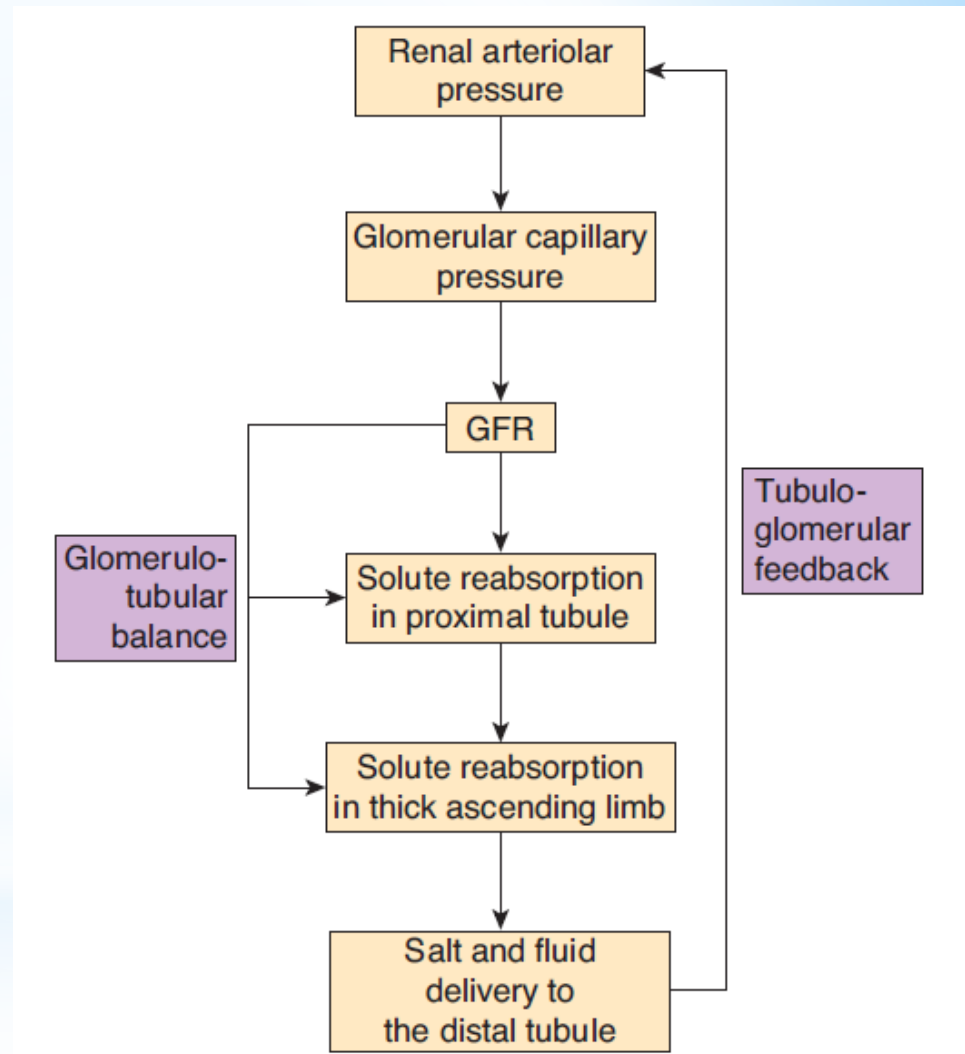 Renal arteriolar
pressure
Glomerular capillary
pressure
GFR
Glomerulo-
tubular
balance
Tubulo-
glomerular
feedback
Solute reabsorption
in proximal tubule
Solute reabsorption
in thick ascending limb
Salt and fluid
delivery to
the distal tubule